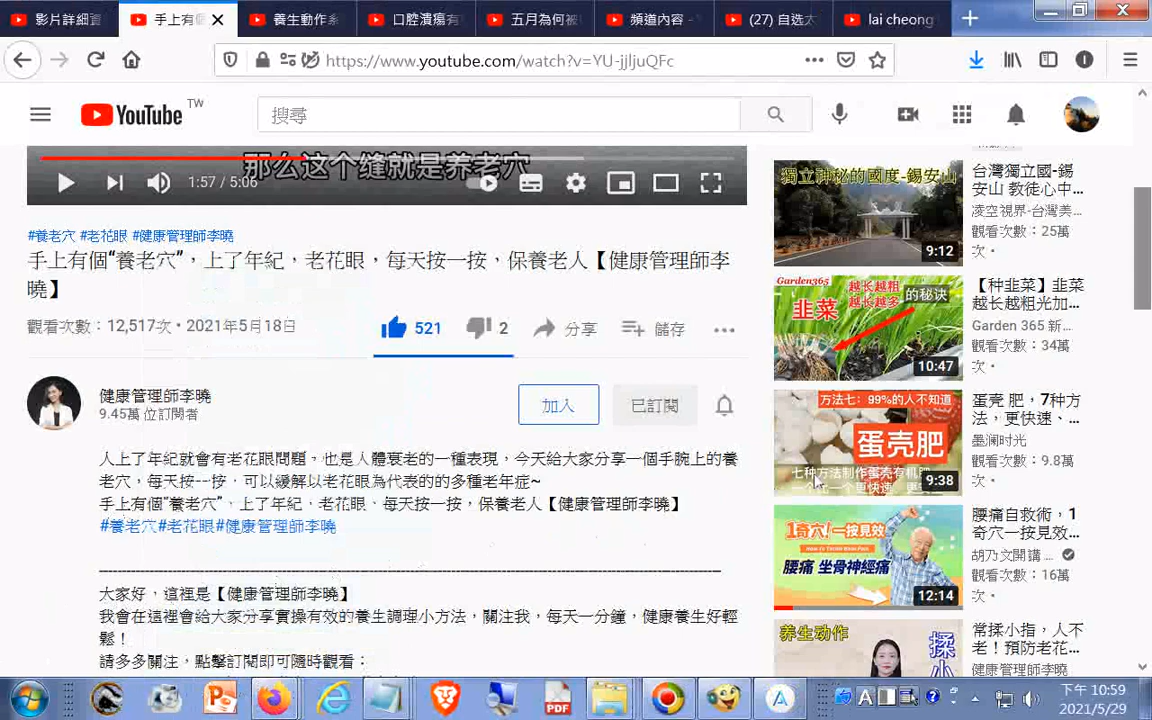 影片詳細資
手上有個
養生動作系
口腔潰瘍有
五月為何被
頻道內容 -
(27) 自选太
lai cheong
https://www.youtube.com/watch?v=YU-jjljuQFc
YouTube TW
搜尋
那么这个缝就是养老穴
1:57 / 5:06
#養老穴 #老花眼 #健康管理師李曉
手上有個“養老穴”，上了年紀，老花眼，每天按一按，保養老人【健康管理師李
曉】
觀看次數：12,517次 • 2021年5月18日
521
2
分享
儲存
健康管理師李曉
9.45萬 位訂閱者
加入
已訂閱
人上了年紀就會有老花眼問題，也是人體衰老的一種表現，今天給大家分享一個手腕上的養
老穴，每天按一按，可以緩解以老花眼為代表的的多種老年症~
手上有個“養老穴”，上了年紀，老花眼，每天按一按，保養老人【健康管理師李曉】
#養老穴#老花眼#健康管理師李曉
大家好，這裡是【健康管理師李曉】
我會在這裡會給大家分享實操有效的養生調理小方法，關注我，每天一分鐘，健康養生好輕
鬆！
請多多關注，點擊訂閱即可隨時觀看：
獨立神秘的國度-錫安山
9:12
台灣獨立國-錫
安山 教徒心中...
凌空視界-台灣美...
觀看次數：25萬
次 •
Garden365
韭菜
越长越粗
越长越多
的秘诀
10:47
【种韭菜】韭菜
越长越粗光加...
Garden 365 新...
觀看次數：34萬
次 •
方法七：99%的人不知道
蛋壳肥
七种方法制作蛋壳有机肥
9:38
蛋壳 肥，7种方
法，更快速、...
墨澜时光
觀看次數：9.8萬
次 •
1奇穴！一按見效
腰痛 坐骨神經痛
12:14
腰痛自救術，1
奇穴一按見效...
胡乃文開講...
觀看次數：16萬
次 •
养生动作
揉
小
常揉小指，人不
老！預防老花...
健康管理師李曉
下午 10:59
2021/5/29